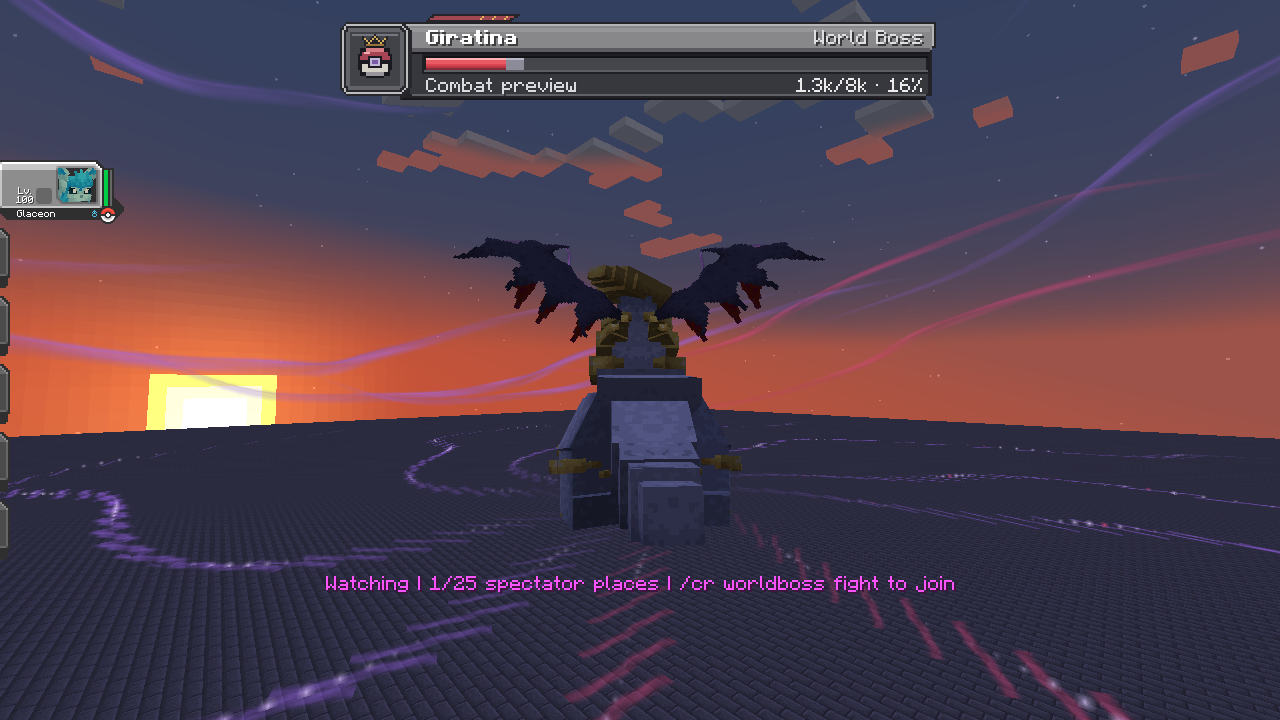 Giratina
World Boss
Combat preview
1.3k/8k · 16%
Lv.
100
Glaceon
Watching | 1/25 spectator places | /cr worldboss fight to join